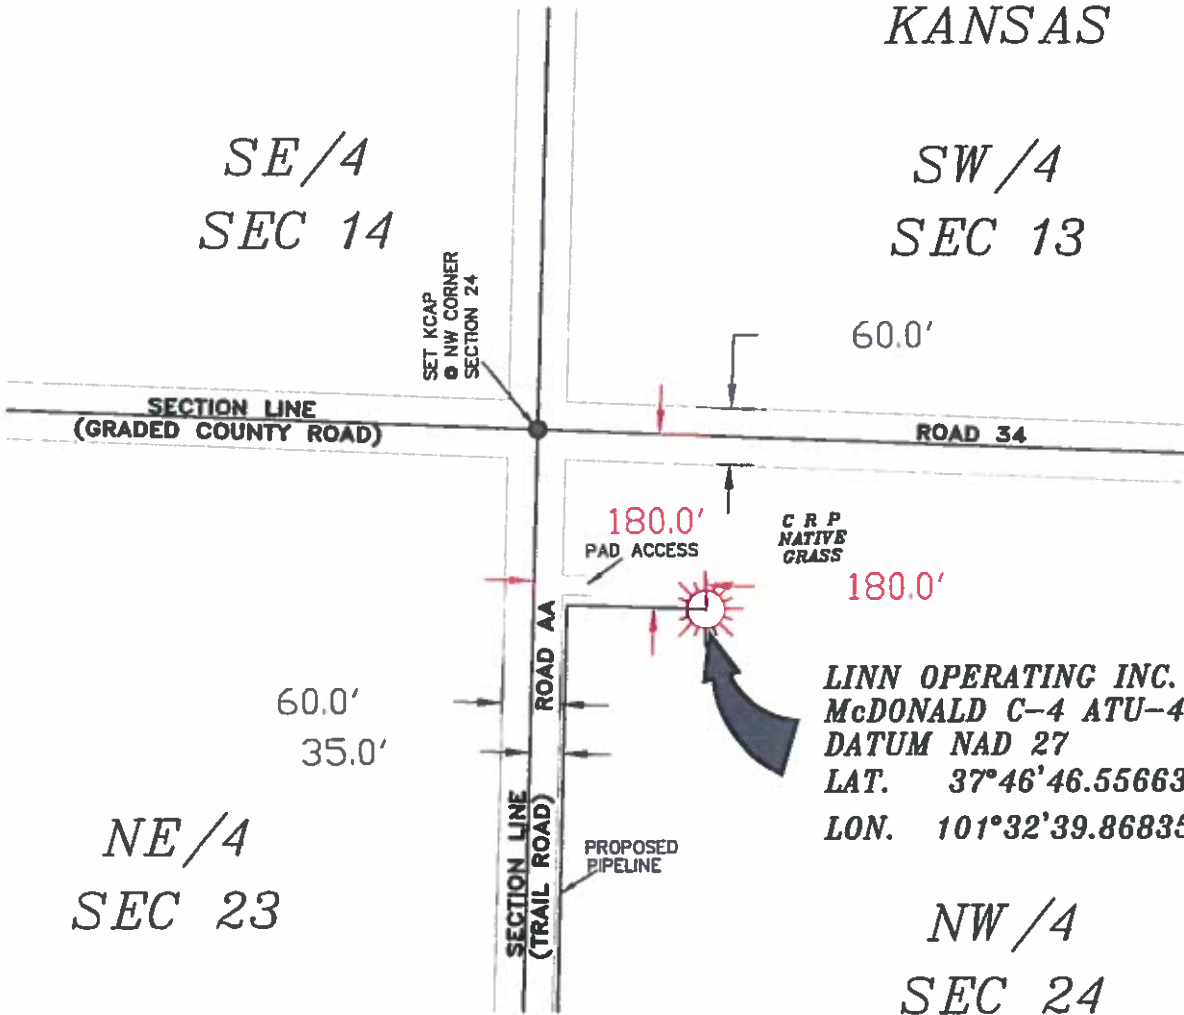 KANSAS
SE/4
SEC 14
SW/4
SEC 13
SET KCAP
@ NW CORNER
SECTION 24
60.0'
SECTION LINE
(GRADED COUNTY ROAD)
ROAD 34
180.0'
PAD ACCESS
C R P
NATIVE
GRASS
180.0'
ROAD AA
60.0'
35.0'
LINN OPERATING INC.
McDONALD C-4 ATU-4
DATUM NAD 27
LAT. 37°46'46.55663
LON. 101°32'39.86835
SECTION LINE
(TRAIL ROAD)
PROPOSED
PIPELINE
NE/4
SEC 23
NW/4
SEC 24